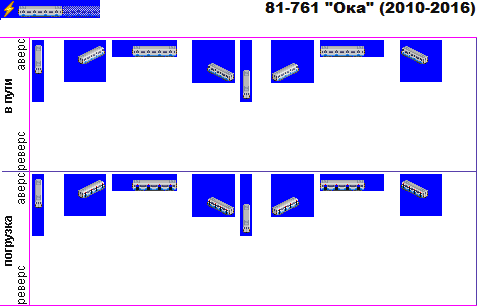 81-761 "Ока" (2010-2016)
в пути
аверс
реверс
погрузка
аверс
реверс